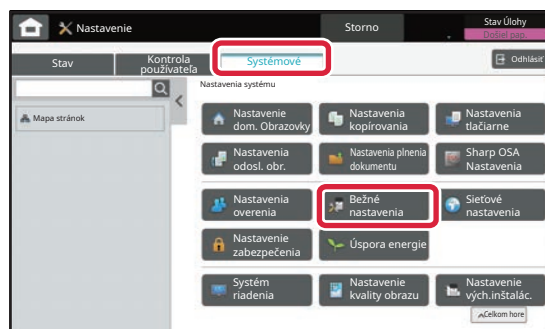 Nastavenie
Storno
Stav Úlohy
Došiel pap.
Stav
Kontrola
používateľa
Systémové
Odhlásiť
Nastavenia systému
Mapa stránok
Nastavenie
dom. Obrazovky
Nastavenia
kopírovania
Nastavenia
tlačiarne
Nastavenia
odosl. obr.
Nastavenia plnenia
dokumentu
Sharp OSA
Nastavenia
Nastavenia
overenia
Bežné
nastavenia
Sieťové
nastavenia
Nastavenie
zabezpečenia
Úspora energie
Systém
riadenia
Nastavenie
kvality obrazu
Nastavenie
vých.inštalác.
Celkom hore